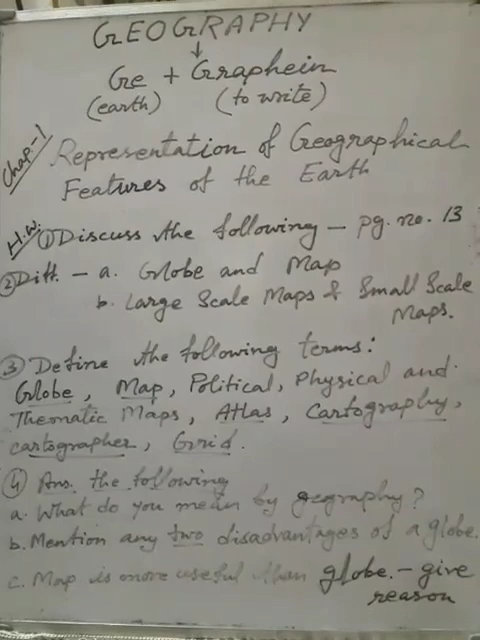 GEOGRAPHY
↓
Ge + Graphein
(earth) (to write)
Chap-1 Representation of Geographical
Features of the Earth
H.W. ① Discuss the following - pg. no. 13
② Diff. - a. Globe and Map
b. Large Scale Maps & Small Scale
Maps.
③ Define the following terms:
Globe, Map, Political, Physical and
Thematic Maps, Atlas, Cartography,
cartographer, Grid.
④ Ans. the following
a. What do you mean by geography?
b. Mention any two disadvantages of a globe.
c. Map is more useful than globe. - give
reason